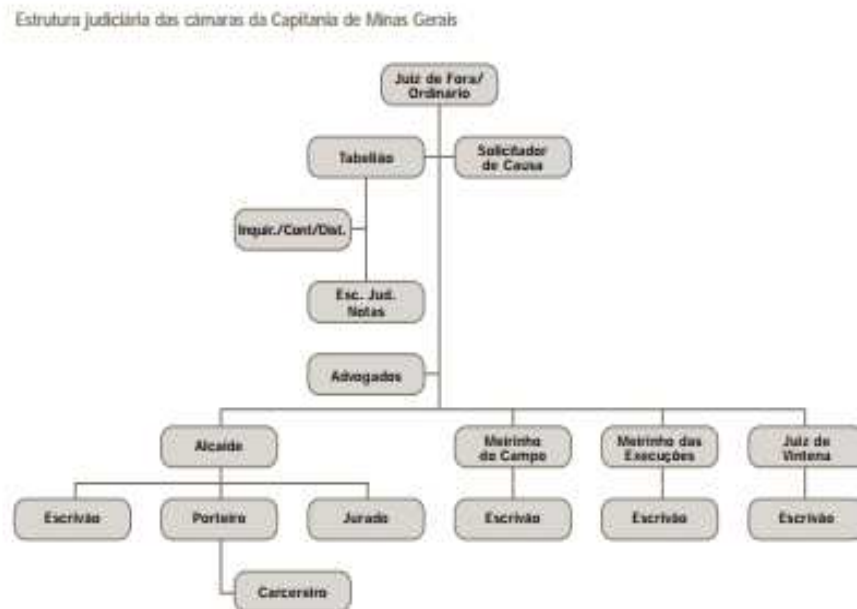 Estrutura judiciária das câmaras da Capitania de Minas Gerais
Juiz de Fora/
Ordinario
Tabelião
Solicitador
de Causa
Inquir./Cont/Dist.
Esc. Jud.
Notas
Advogados
Alcaide
Meirinho
do Campo
Meirinho das
Execuções
Juiz de
Vintena
Escrivão
Porteiro
Jurado
Escrivão
Escrivão
Escrivão
Carcereiro